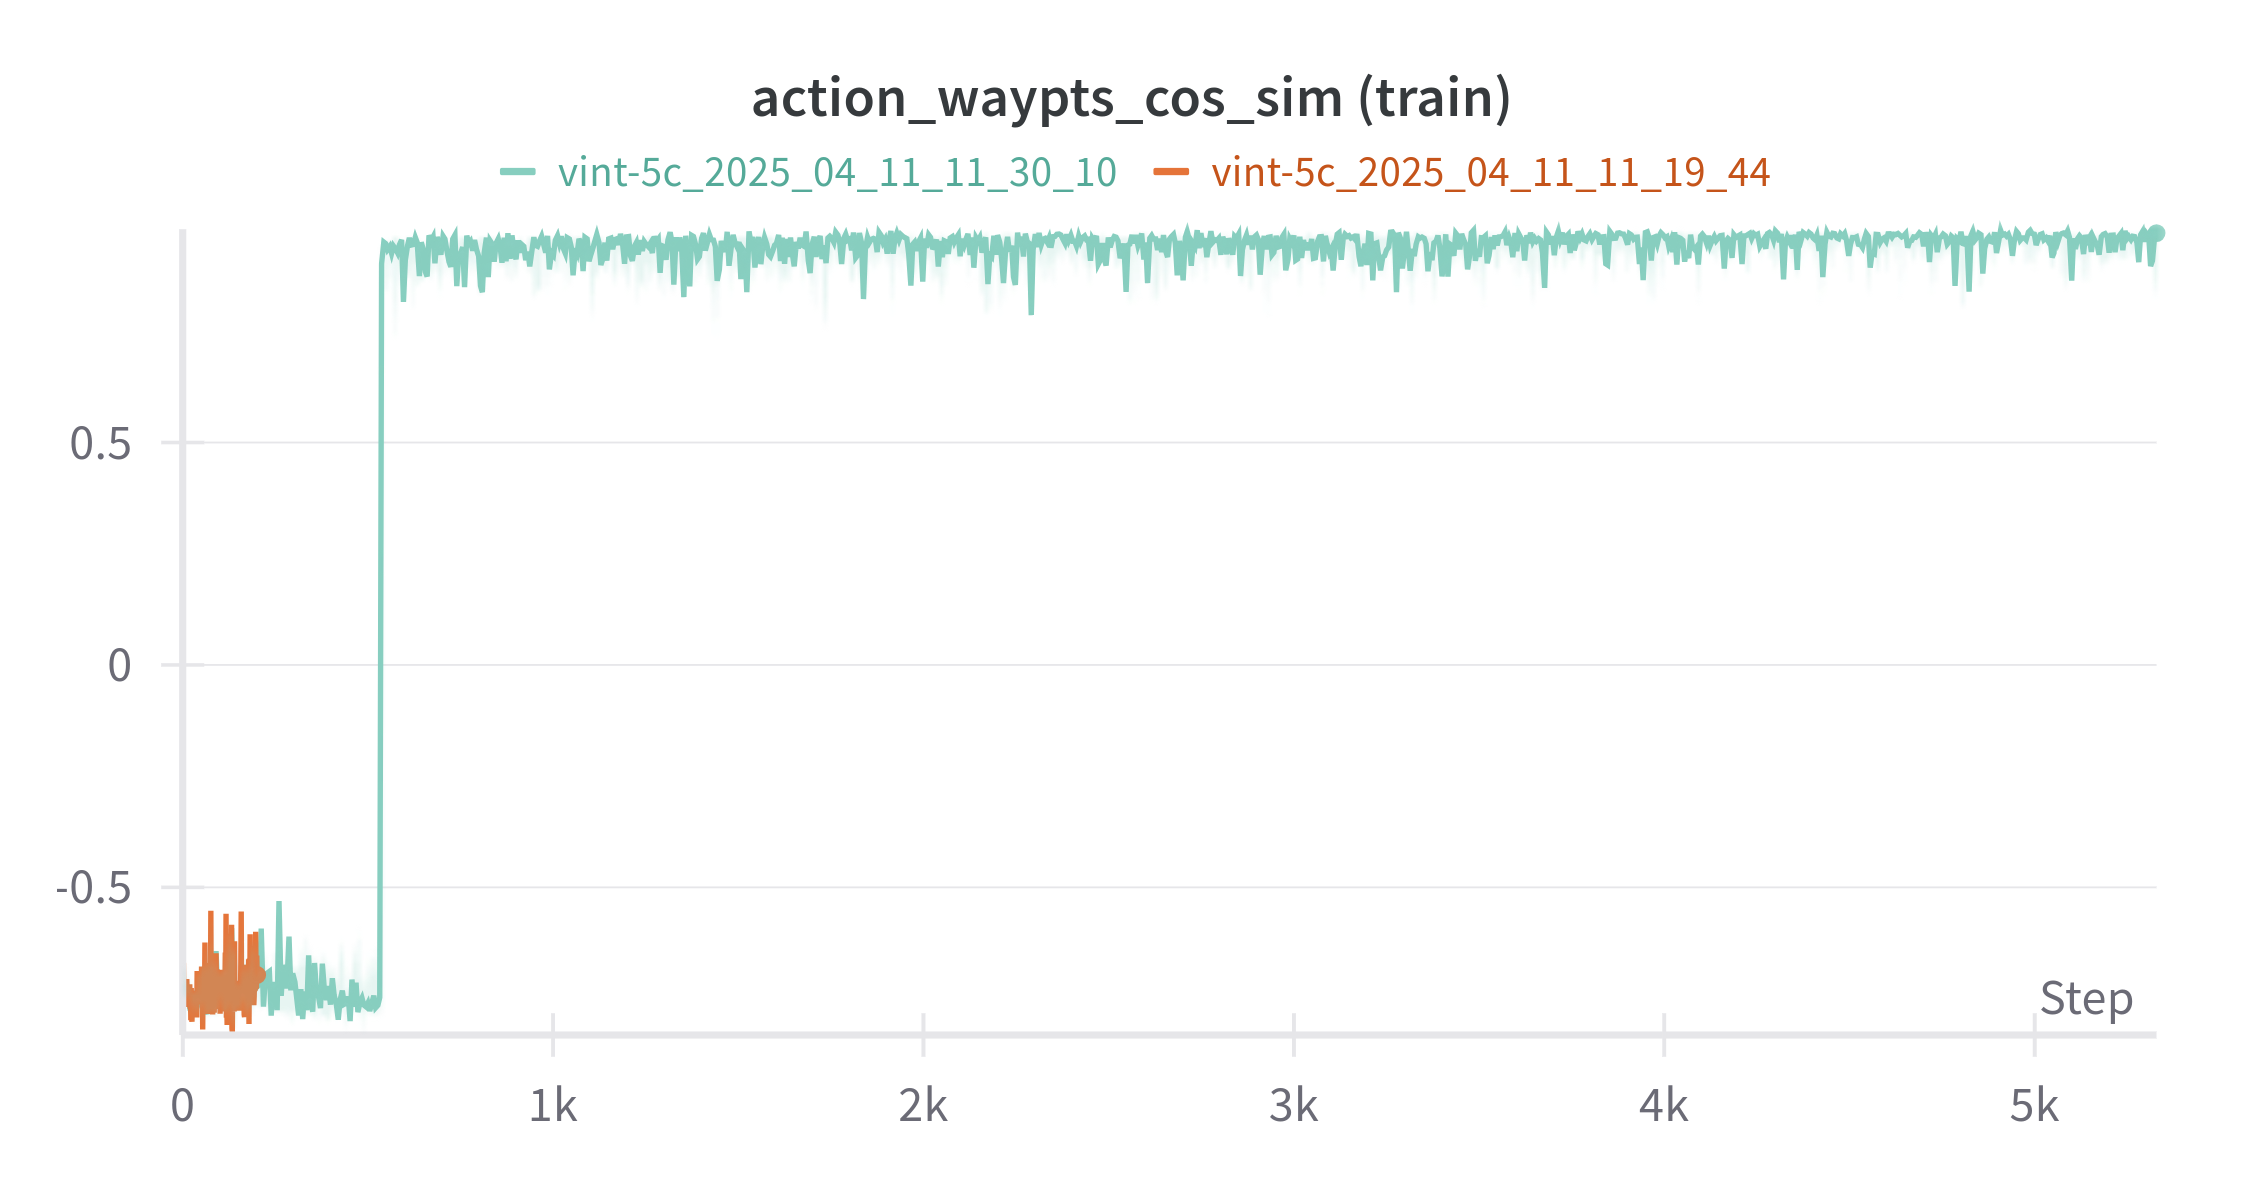 action_waypts_cos_sim (train)
vint-5c_2025_04_11_11_30_10 vint-5c_2025_04_11_11_19_44
0.5
0
-0.5
Step
0 1k 2k 3k 4k 5k